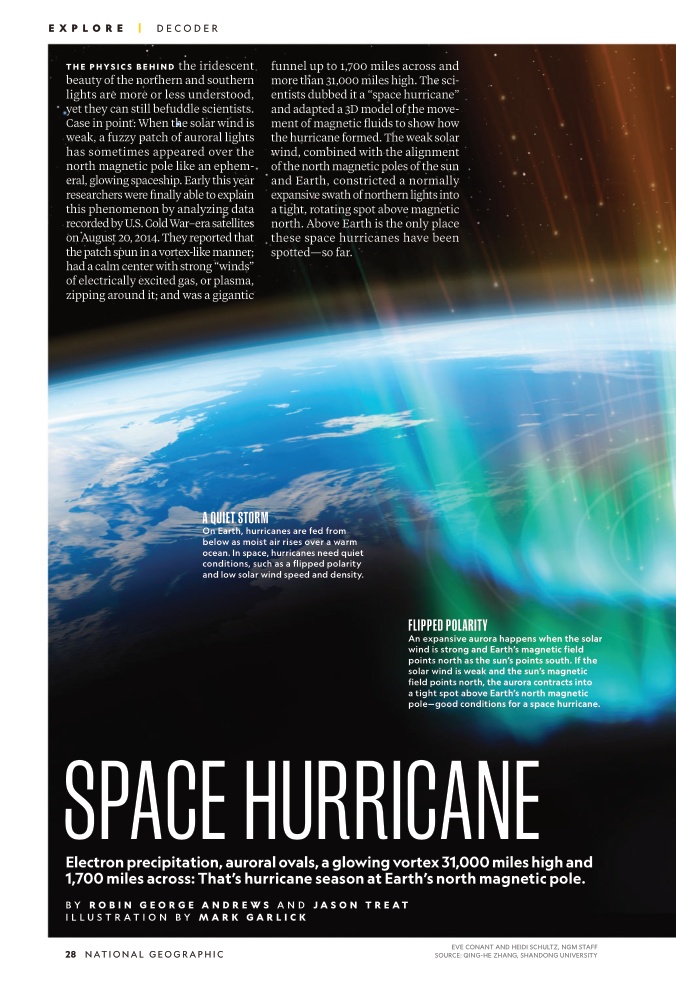 EXPLORE | DECODER
THE PHYSICS BEHIND the iridescent
beauty of the northern and southern
lights are more or less understood,
yet they can still befuddle scientists.
Case in point: When the solar wind is
weak, a fuzzy patch of auroral lights
has sometimes appeared over the
north magnetic pole like an ephem-
eral, glowing spaceship. Early this year
researchers were finally able to explain
this phenomenon by analyzing data
recorded by U.S. Cold War–era satellites
on August 20, 2014. They reported that
the patch spun in a vortex-like manner;
had a calm center with strong “winds”
of electrically excited gas, or plasma,
zipping around it; and was a gigantic
funnel up to 1,700 miles across and
more than 31,000 miles high. The sci-
entists dubbed it a “space hurricane”
and adapted a 3D model of the move-
ment of magnetic fluids to show how
the hurricane formed. The weak solar
wind, combined with the alignment
of the north magnetic poles of the sun
and Earth, constricted a normally
expansive swath of northern lights into
a tight, rotating spot above magnetic
north. Above Earth is the only place
these space hurricanes have been
spotted—so far.
A QUIET STORM
On Earth, hurricanes are fed from
below as moist air rises over a warm
ocean. In space, hurricanes need quiet
conditions, such as a flipped polarity
and low solar wind speed and density.
FLIPPED POLARITY
An expansive aurora happens when the solar
wind is strong and Earth’s magnetic field
points north as the sun’s points south. If the
solar wind is weak and the sun’s magnetic
field points north, the aurora contracts into
a tight spot above Earth’s north magnetic
pole—good conditions for a space hurricane.
SPACE HURRICANE
Electron precipitation, auroral ovals, a glowing vortex 31,000 miles high and
1,700 miles across: That’s hurricane season at Earth’s north magnetic pole.
BY ROBIN GEORGE ANDREWS AND JASON TREAT
ILLUSTRATION BY MARK GARLICK
28 NATIONAL GEOGRAPHIC
EVE CONANT AND HEIDI SCHULTZ, NGM STAFF
SOURCE: QING-HE ZHANG, SHANDONG UNIVERSITY